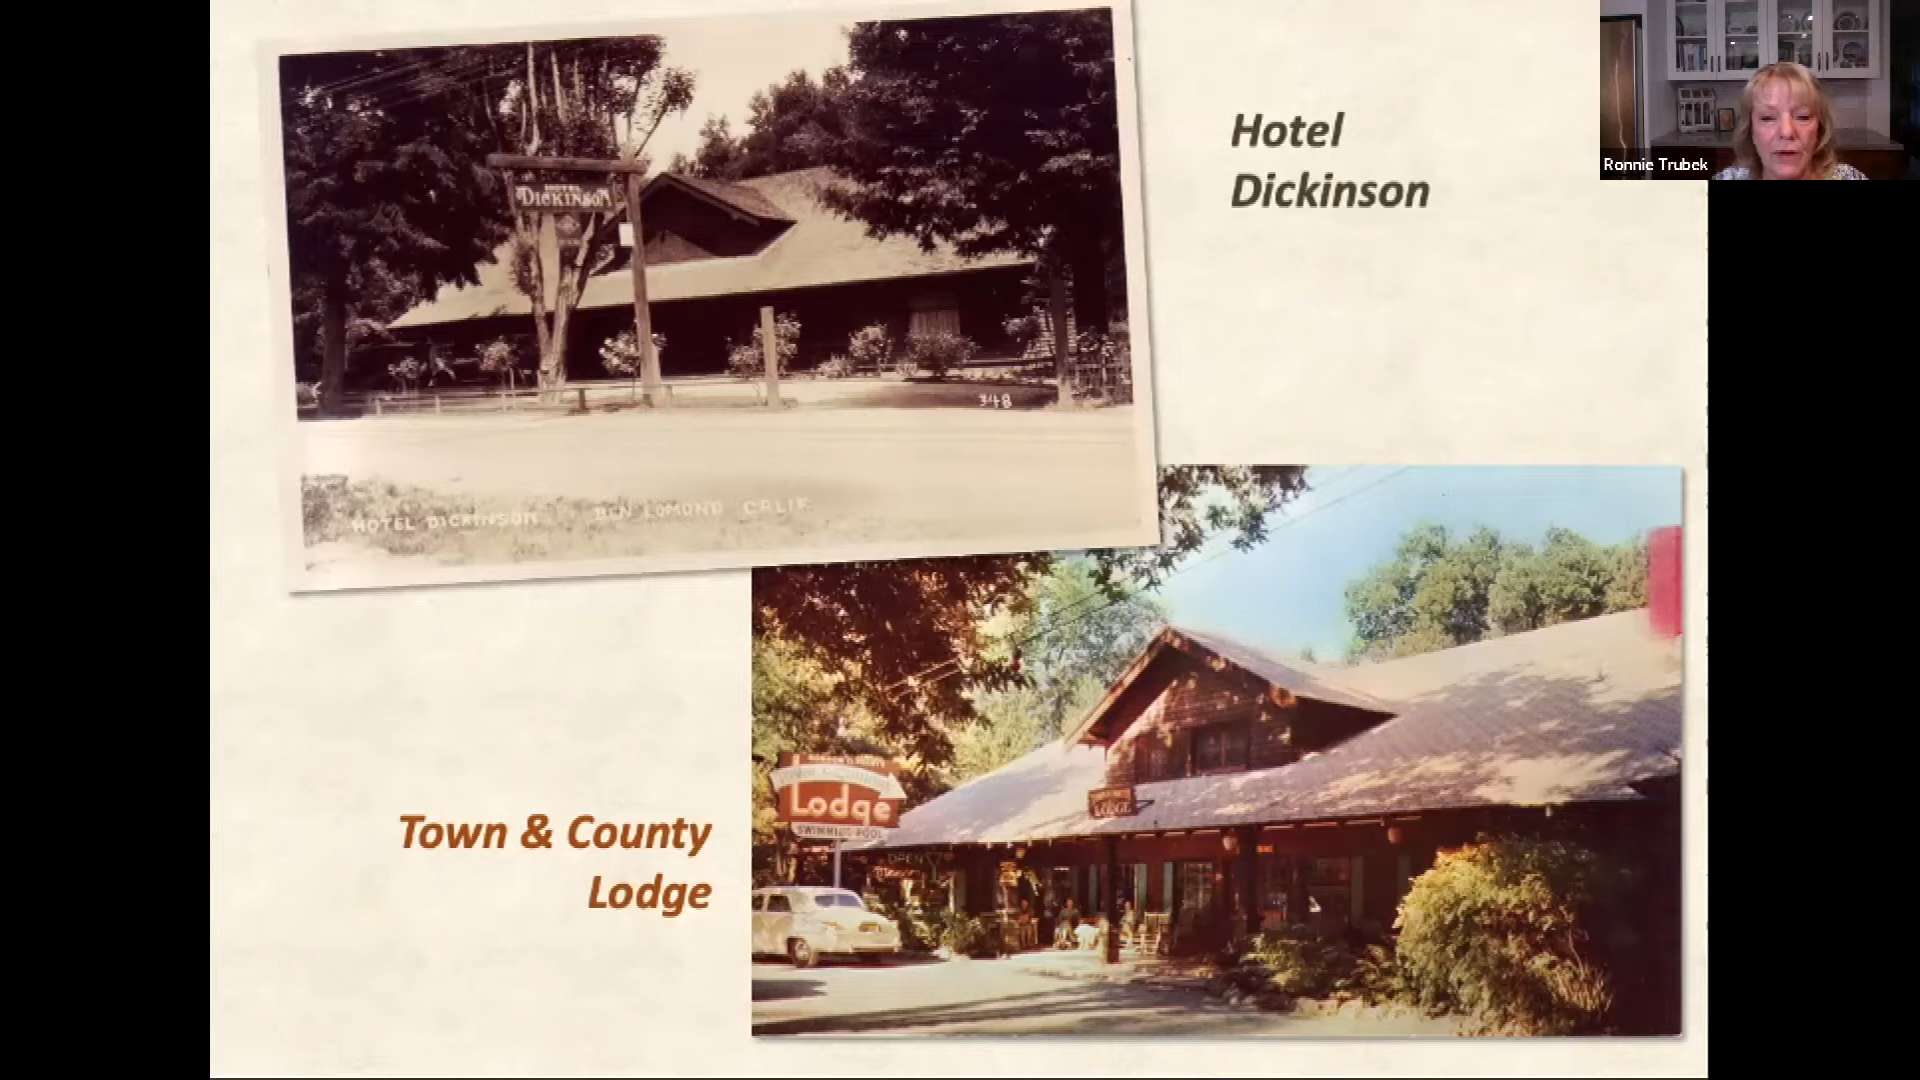 Hotel
Dickinson
Ronnie Trubek
HOTEL
DICKINSON
348
HOTEL DICKINSON BEN LOMOND CALIF.
Town & County
Lodge
Lodge
SWIMMING POOL
OPEN
LODGE